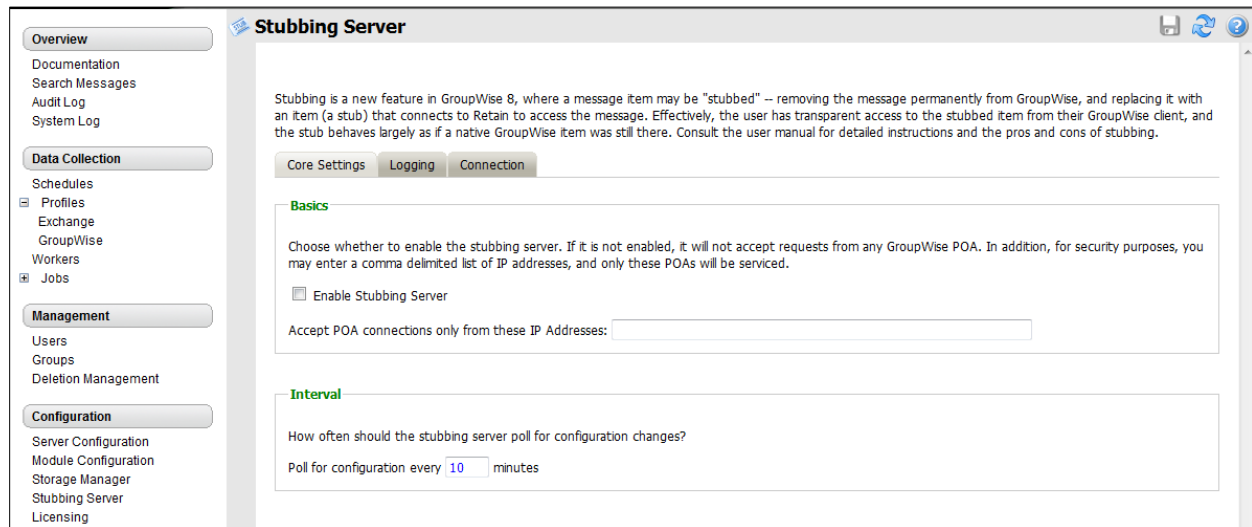 Overview
Documentation
Search Messages
Audit Log
System Log
Data Collection
Schedules
Profiles
Exchange
GroupWise
Workers
Jobs
Management
Users
Groups
Deletion Management
Configuration
Server Configuration
Module Configuration
Storage Manager
Stubbing Server
Licensing
STUB
Stubbing Server
Stubbing is a new feature in GroupWise 8, where a message item may be "stubbed" -- removing the message permanently from GroupWise, and replacing it with
an item (a stub) that connects to Retain to access the message. Effectively, the user has transparent access to the stubbed item from their GroupWise client, and
the stub behaves largely as if a native GroupWise item was still there. Consult the user manual for detailed instructions and the pros and cons of stubbing.
Core Settings Logging Connection
Basics
Choose whether to enable the stubbing server. If it is not enabled, it will not accept requests from any GroupWise POA. In addition, for security purposes, you
may enter a comma delimited list of IP addresses, and only these POAs will be serviced.
Enable Stubbing Server
Accept POA connections only from these IP Addresses:
Interval
How often should the stubbing server poll for configuration changes?
Poll for configuration every 10 minutes